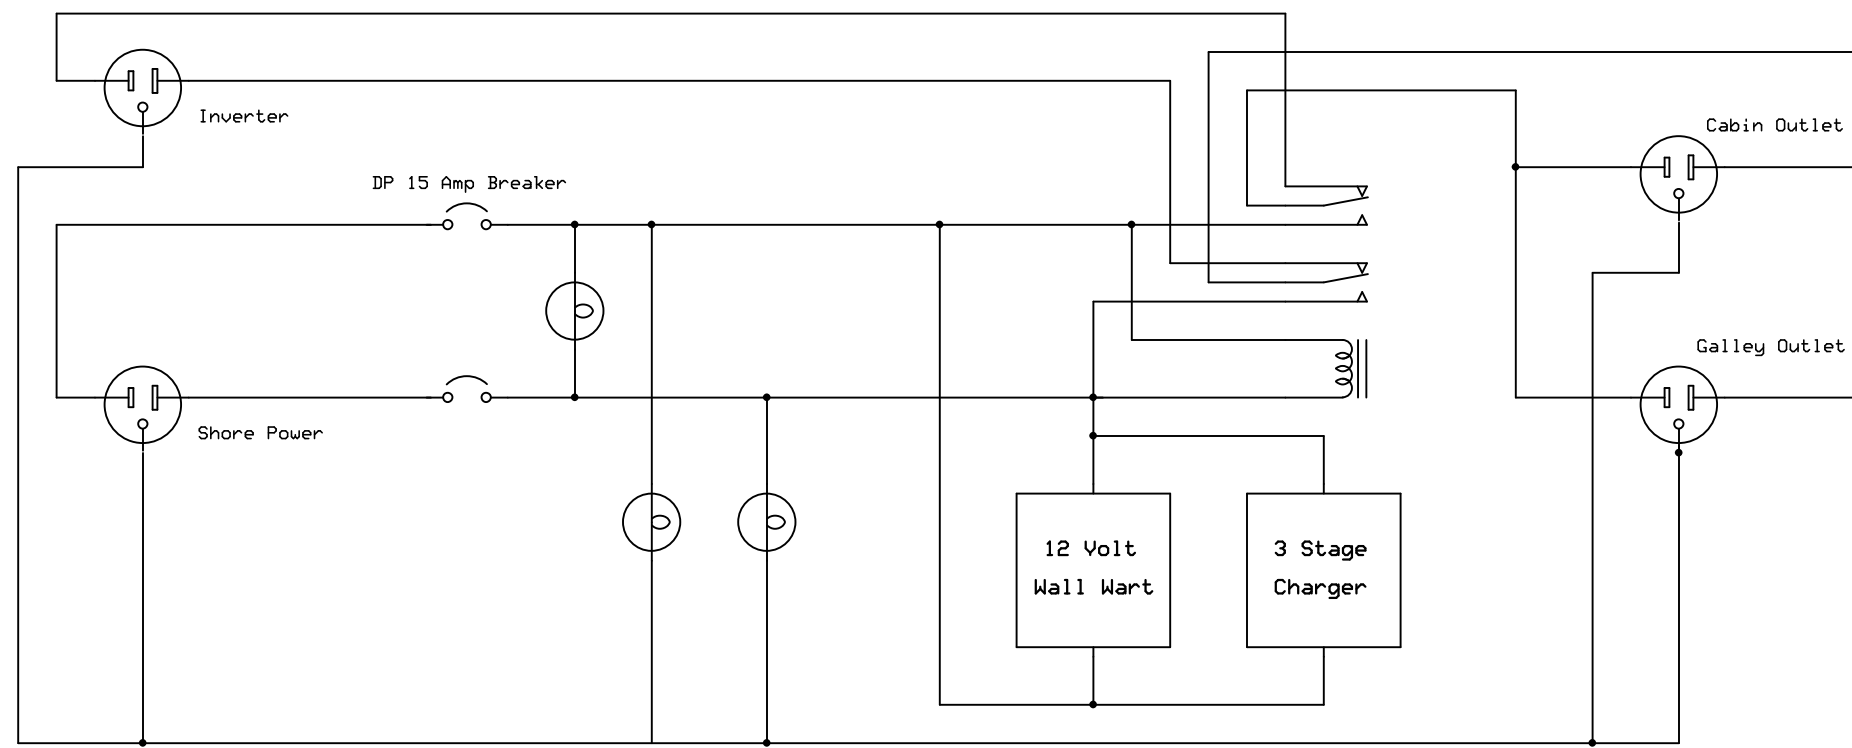 Inverter
Cabin Outlet
DP 15 Amp Breaker
Galley Outlet
Shore Power
12 Volt
Wall Wart
3 Stage
Charger